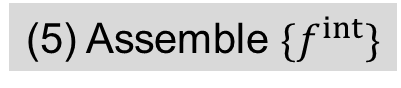 (5) Assemble {f^int}